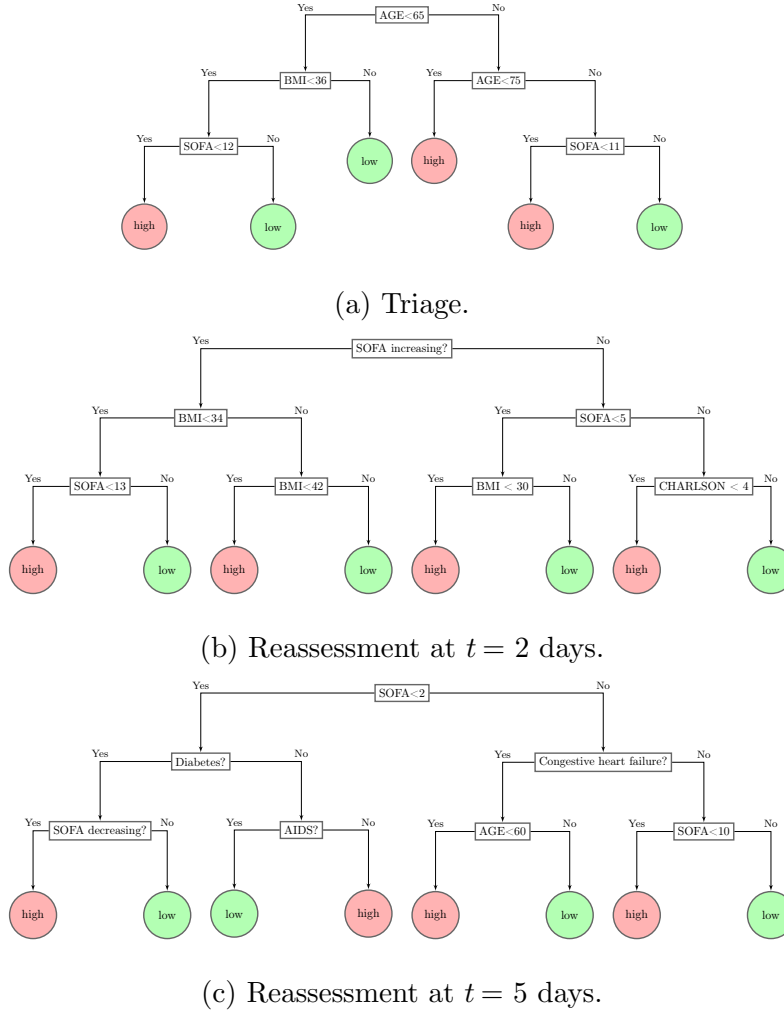 AGE<65
Yes
No
BMI<36
Yes
No
AGE<75
Yes
No
SOFA<12
Yes
No
low
high
SOFA<11
Yes
No
high
low
high
low
(a) Triage.
SOFA increasing?
Yes
No
BMI<34
Yes
No
SOFA<5
Yes
No
SOFA<13
Yes
No
BMI<42
Yes
No
BMI < 30
Yes
No
CHARLSON < 4
Yes
No
high
low
high
low
high
low
high
low
(b) Reassessment at t = 2 days.
SOFA<2
Yes
No
Diabetes?
Yes
No
Congestive heart failure?
Yes
No
SOFA decreasing?
Yes
No
AIDS?
Yes
No
AGE<60
Yes
No
SOFA<10
Yes
No
high
low
low
high
high
low
high
low
(c) Reassessment at t = 5 days.